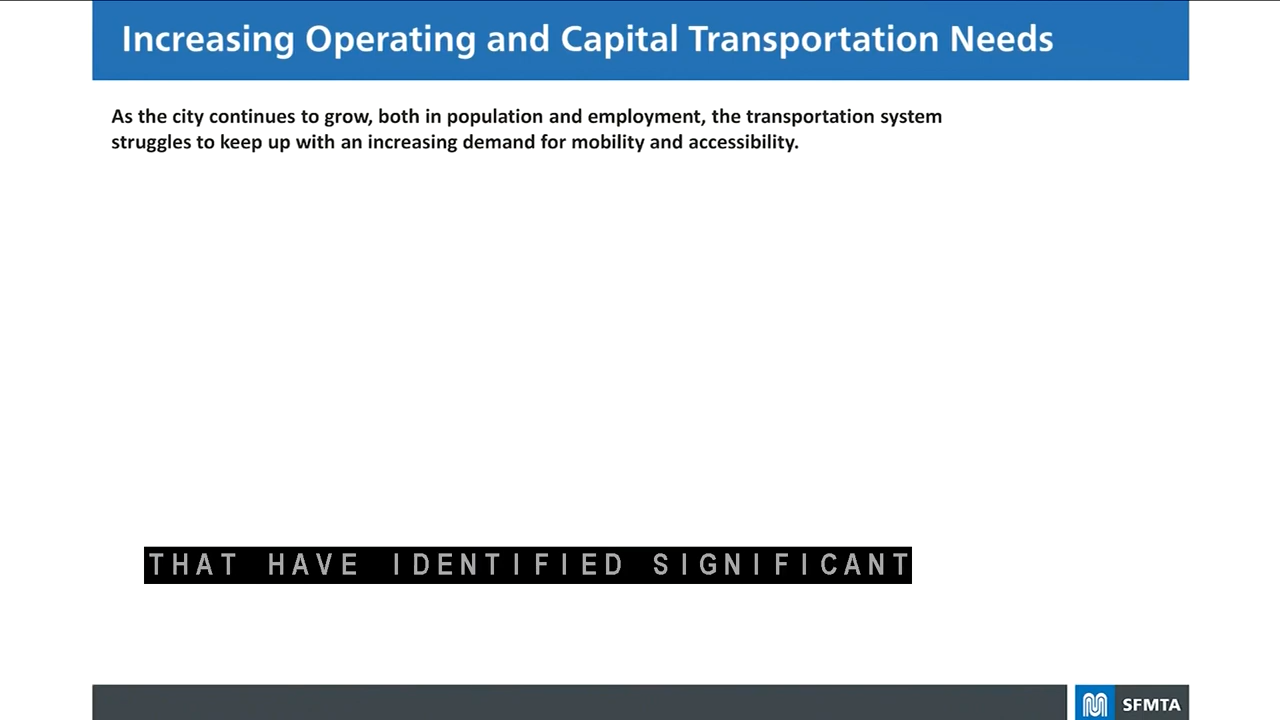 Increasing Operating and Capital Transportation Needs
As the city continues to grow, both in population and employment, the transportation system
struggles to keep up with an increasing demand for mobility and accessibility.
THAT HAVE IDENTIFIED SIGNIFICANT
SFMTA